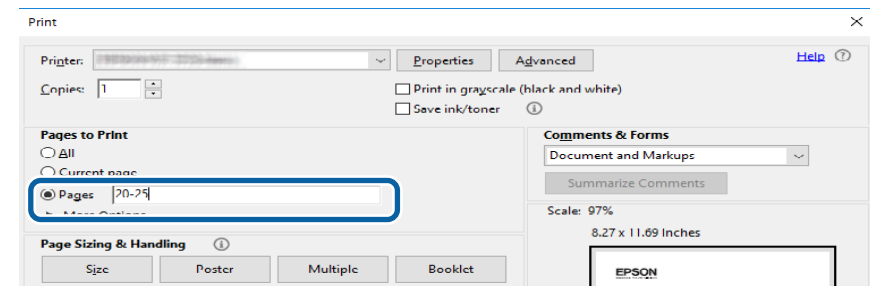 Print
Printer:
Properties
Advanced
Help
Copies: 1
Print in grayscale (black and white)
Save ink/toner
Pages to Print
All
Current page
Pages 20-25
More Options
Comments & Forms
Document and Markups
Summarize Comments
Scale: 97%
8.27 x 11.69 Inches
Page Sizing & Handling
Size
Poster
Multiple
Booklet
EPSON